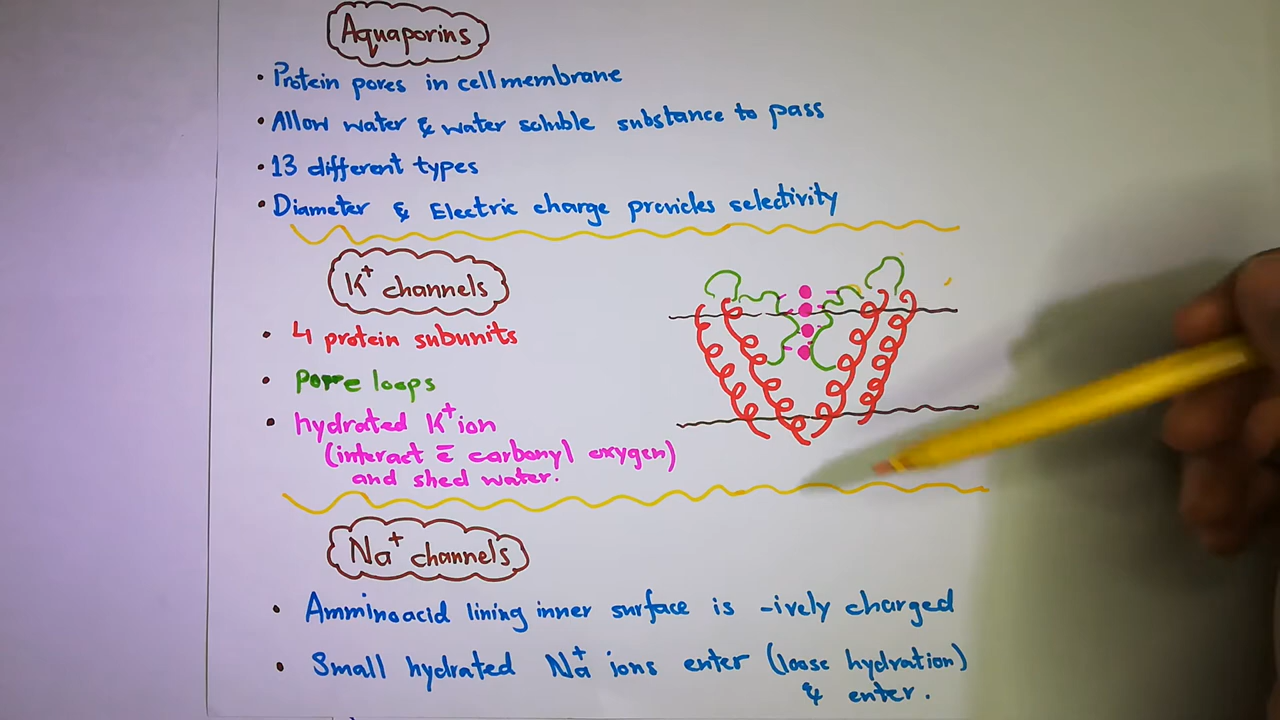 Aquaporins
• Protein pores in cell membrane
• Allow water & water soluble substance to pass
• 13 different types
• Diameter & Electric charge provides selectivity
K+ channels
• 4 protein subunits
• Pore loops
• hydrated K+ ion
(interact c̄ carbonyl oxygen)
and shed water.
Na+ channels
• Amminoacid lining inner surface is -ively charged
• Small hydrated Na+ ions enter (loose hydration)
& enter.